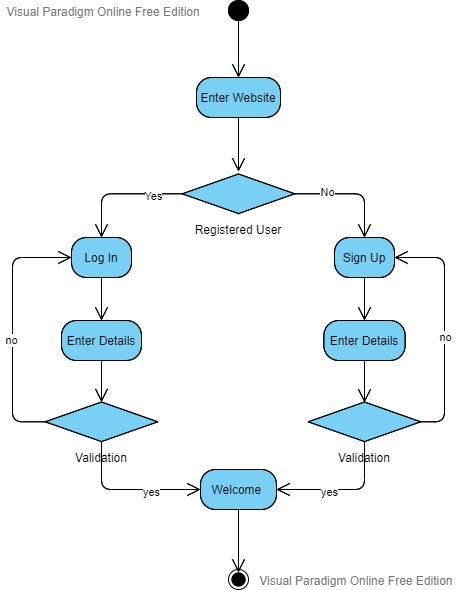 Visual Paradigm Online Free Edition
Enter Website
Yes
No
Registered User
Log In
Sign Up
no
Enter Details
Enter Details
no
Validation
Validation
yes
Welcome
yes
Visual Paradigm Online Free Edition